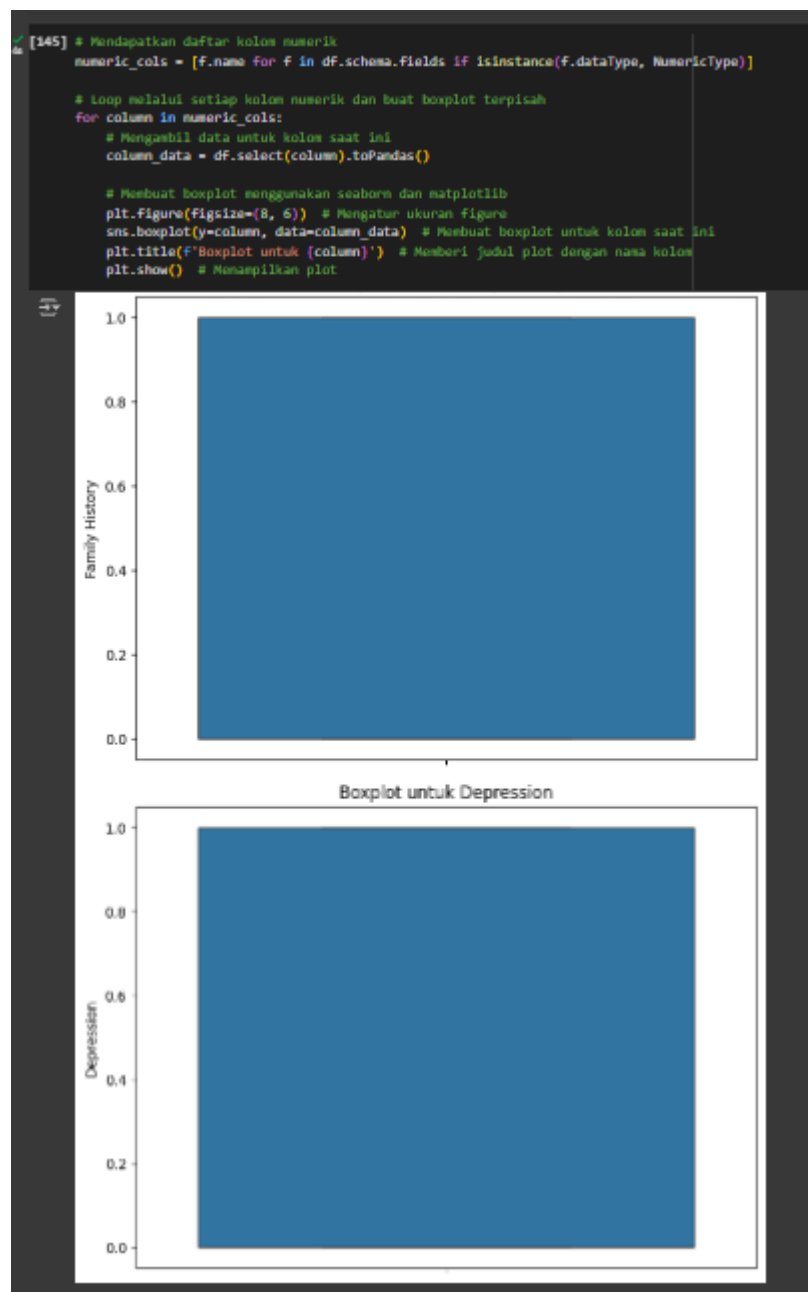 [145] # Mendapatkan daftar kolom numerik
numeric_cols = [f.name for f in df.schema.fields if isinstance(f.dataType, NumericType)]
# Loop melalui setiap kolom numerik dan buat boxplot terpisah
for column in numeric_cols:
# Mengambil data untuk kolom saat ini
column_data = df.select(column).toPandas()
# Membuat boxplot menggunakan seaborn dan matplotlib
plt.figure(figsize=(8, 6)) # Mengatur ukuran figure
sns.boxplot(y=column, data=column_data) # Membuat boxplot untuk kolom saat ini
plt.title(f'Boxplot untuk {column}') # Memberi judul plot dengan nama kolom
plt.show() # Menampilkan plot
1.0
0.8
0.6
Family History
0.4
0.2
0.0
Boxplot untuk Depression
1.0
0.8
0.6
Depression
0.4
0.2
0.0